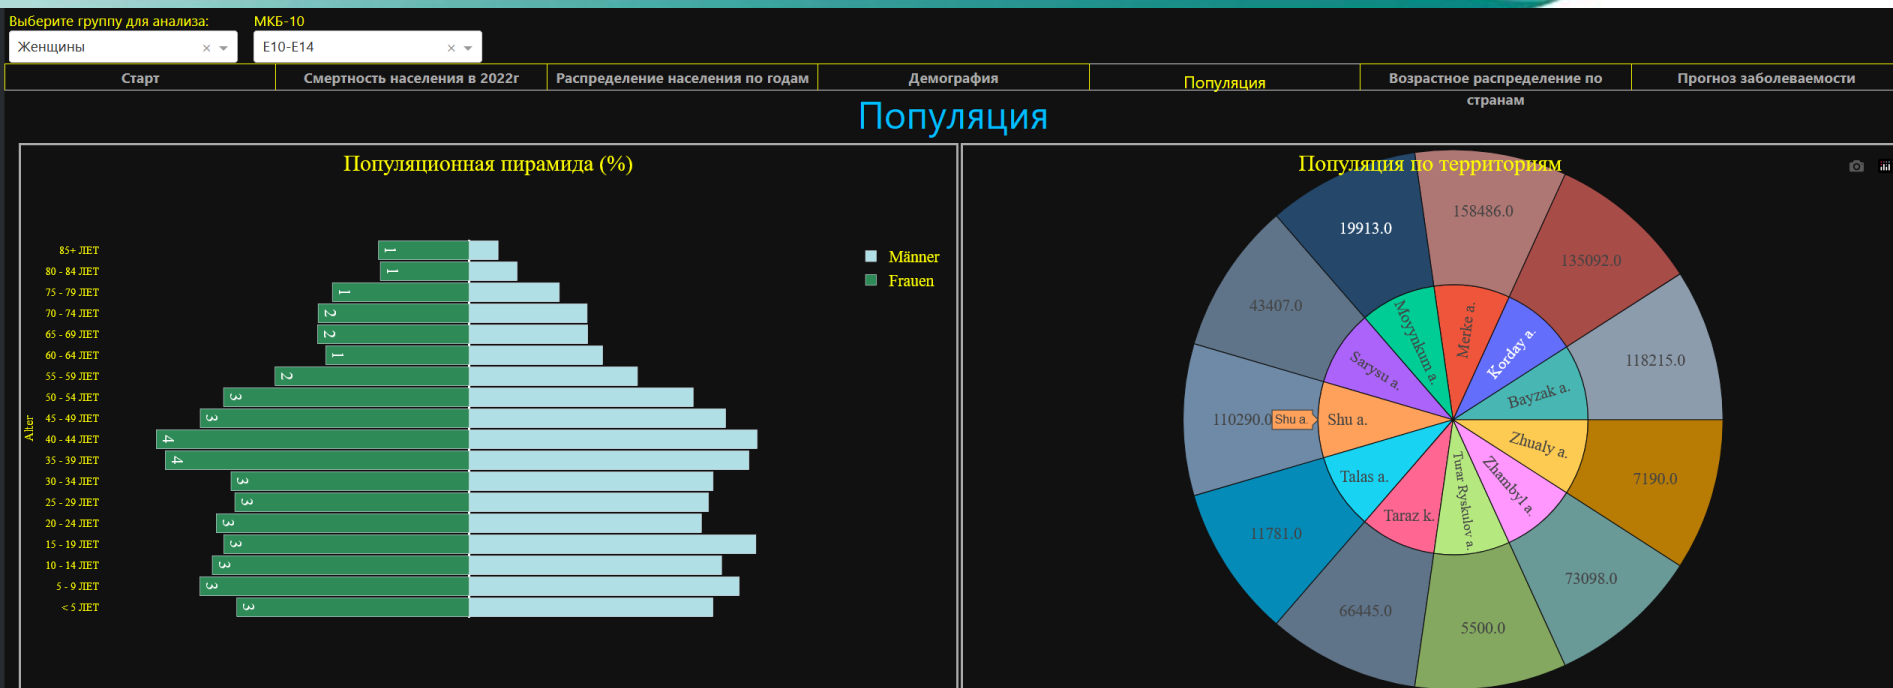 Выберите группу для анализа:
МКБ-10
Женщины
E10-E14
Старт
Смертность населения в 2022г
Распределение населения по годам
Демография
Популяция
Возрастное распределение по странам
Прогноз заболеваемости
Популяция
Популяционная пирамида (%)
Männer
Frauen
Alter
85+ ЛЕТ 1
80 - 84 ЛЕТ 1
75 - 79 ЛЕТ 1
70 - 74 ЛЕТ 2
65 - 69 ЛЕТ 2
60 - 64 ЛЕТ 1
55 - 59 ЛЕТ 2
50 - 54 ЛЕТ 3
45 - 49 ЛЕТ 3
40 - 44 ЛЕТ 4
35 - 39 ЛЕТ 4
30 - 34 ЛЕТ 3
25 - 29 ЛЕТ 3
20 - 24 ЛЕТ 3
15 - 19 ЛЕТ 3
10 - 14 ЛЕТ 3
5 - 9 ЛЕТ 3
< 5 ЛЕТ 3
Популяция по территориям
158486.0
19913.0
135092.0
43407.0
118215.0
110290.0
7190.0
11781.0
73098.0
66445.0
5500.0
Merke a.
Moyynkum a.
Korday a.
Sarysu a.
Bayzak a.
Shu a.
Shu a.
Zhualy a.
Talas a.
Zhambyl a.
Taraz k.
Turar Ryskulov a.